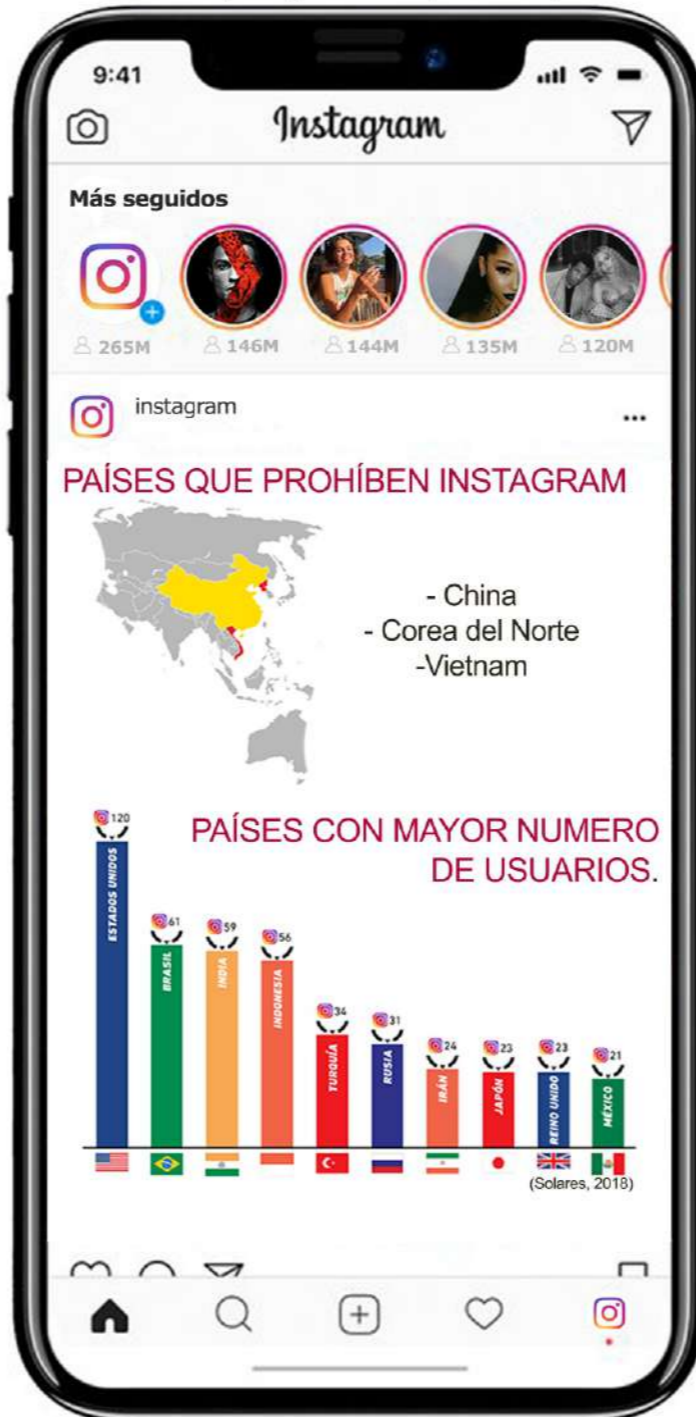 9:41
Instagram
Más seguidos
265M 146M 144M 135M 120M
instagram
PAÍSES QUE PROHÍBEN INSTAGRAM
- China
- Corea del Norte
-Vietnam
PAÍSES CON MAYOR NUMERO
DE USUARIOS.
120
ESTADOS UNIDOS
61
BRASIL
59
INDIA
56
INDONESIA
34
TURQUÍA
31
RUSIA
24
IRÁN
23
JAPÓN
23
REINO UNIDO
21
MÉXICO
(Solares, 2018)